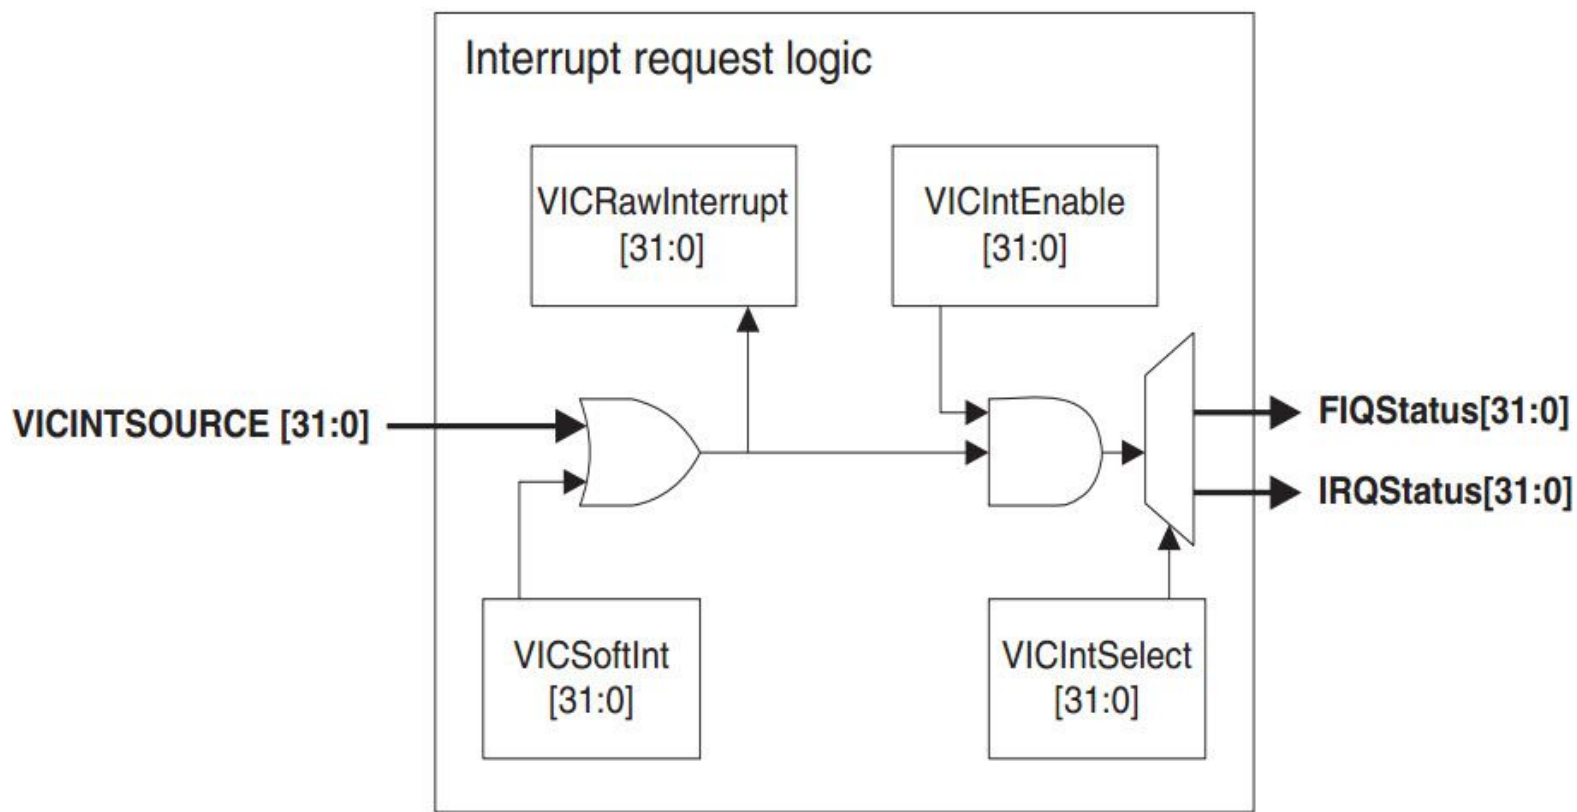 Interrupt request logic
VICRawInterrupt
[31:0]
VICIntEnable
[31:0]
VICINTSOURCE [31:0]
FIQStatus[31:0]
IRQStatus[31:0]
VICSoftInt
[31:0]
VICIntSelect
[31:0]